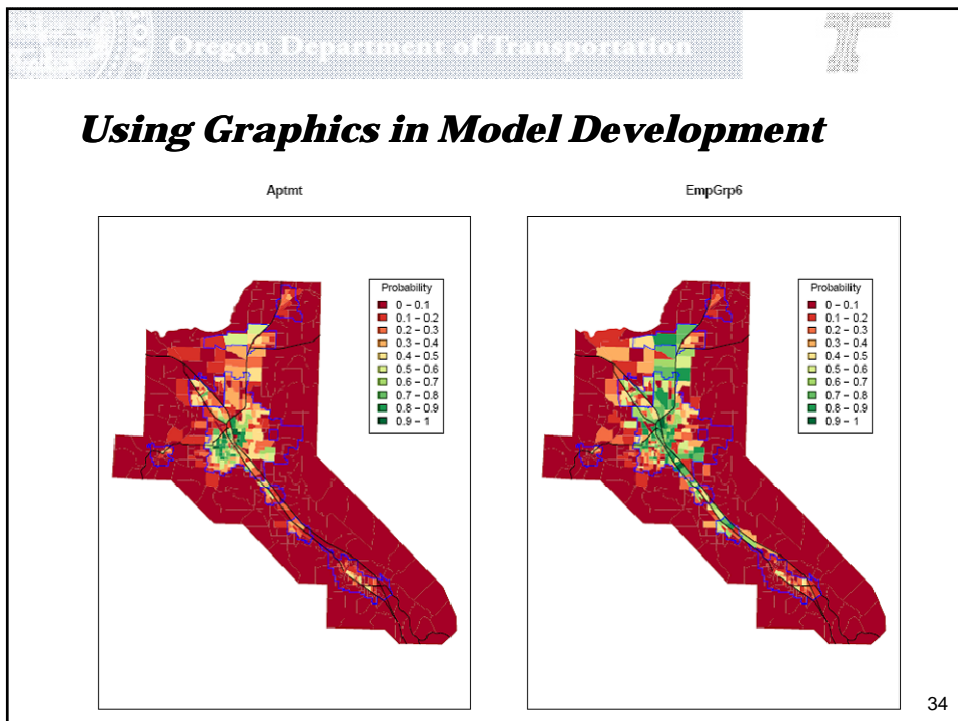 Oregon Department of Transportation
Using Graphics in Model Development
Aptmt
Probability
0 – 0.1
0.1 – 0.2
0.2 – 0.3
0.3 – 0.4
0.4 – 0.5
0.5 – 0.6
0.6 – 0.7
0.7 – 0.8
0.8 – 0.9
0.9 – 1
EmpGrp6
Probability
0 – 0.1
0.1 – 0.2
0.2 – 0.3
0.3 – 0.4
0.4 – 0.5
0.5 – 0.6
0.6 – 0.7
0.7 – 0.8
0.8 – 0.9
0.9 – 1
34